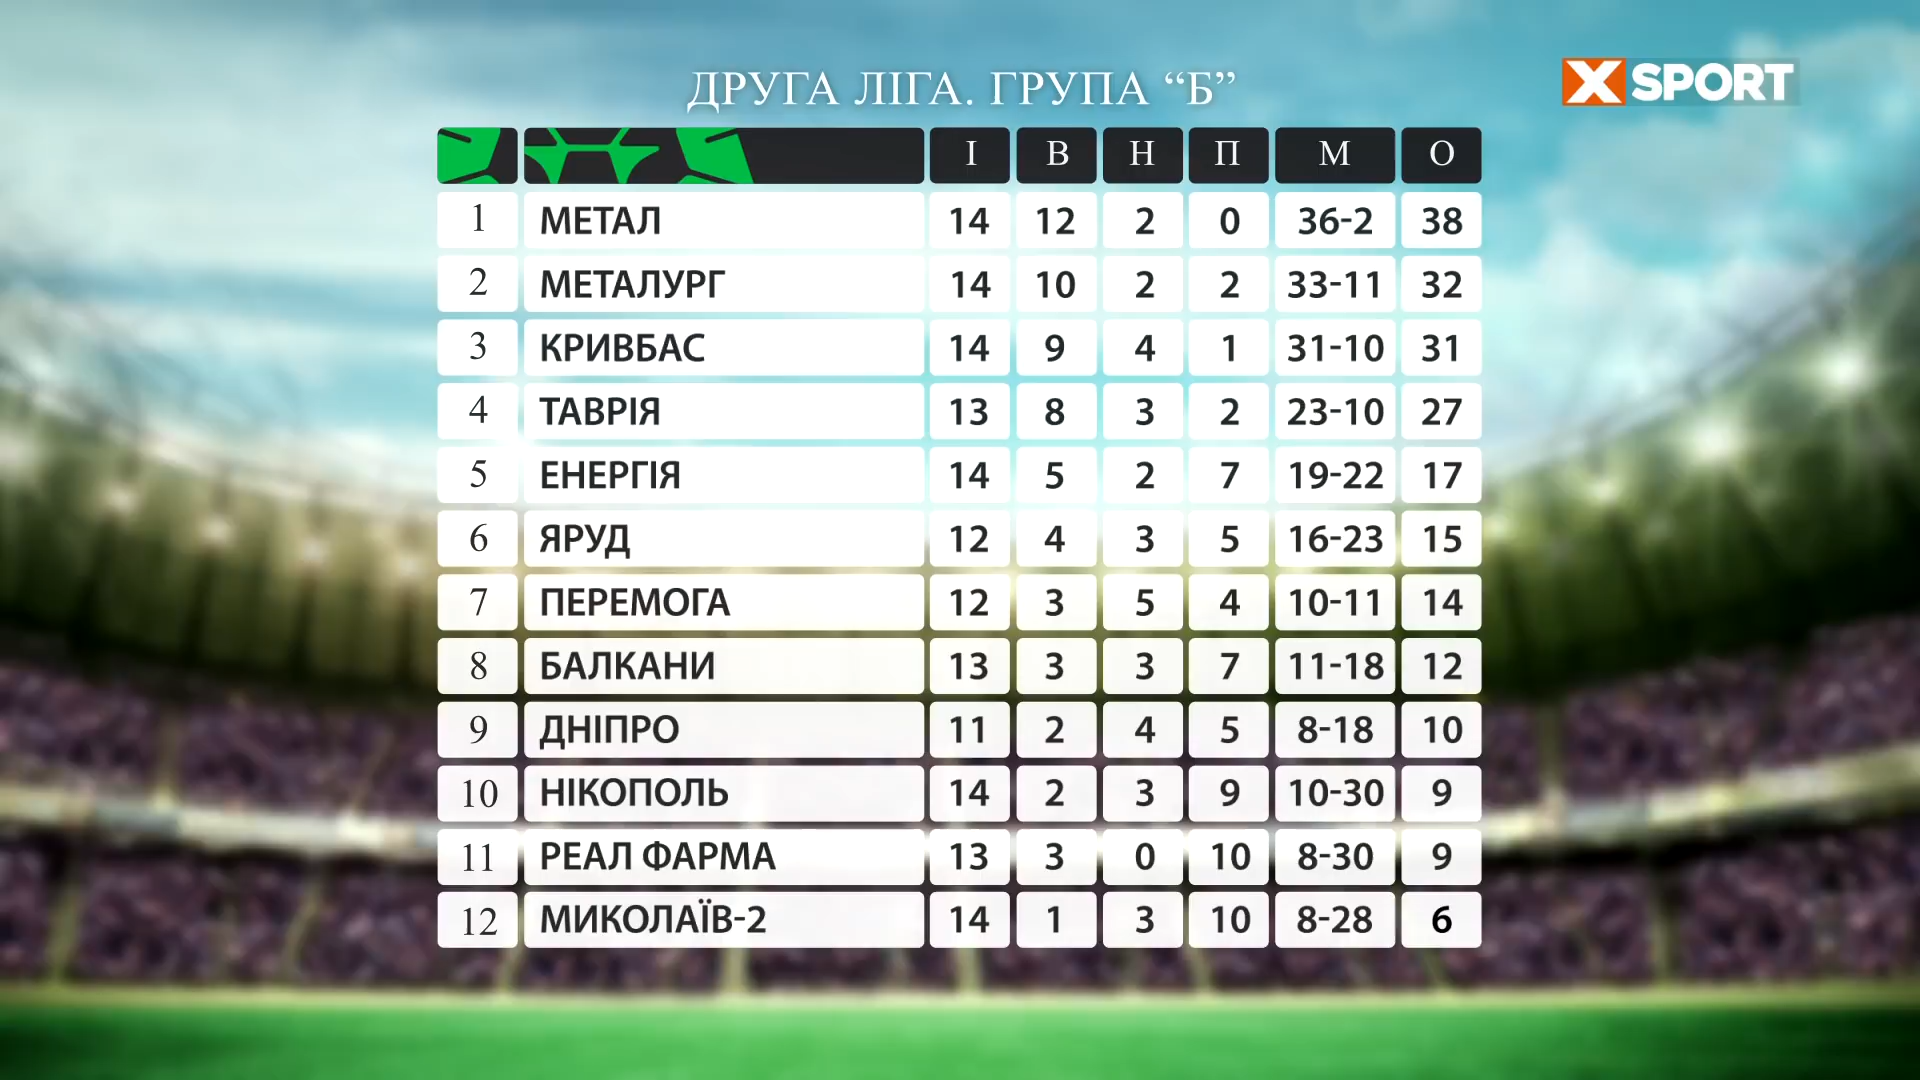 ДРУГА ЛІГА. ГРУПА “Б”
X SPORT
І В Н П М О
1 МЕТАЛ 14 12 2 0 36-2 38
2 МЕТАЛУРГ 14 10 2 2 33-11 32
3 КРИВБАС 14 9 4 1 31-10 31
4 ТАВРІЯ 13 8 3 2 23-10 27
5 ЕНЕРГІЯ 14 5 2 7 19-22 17
6 ЯРУД 12 4 3 5 16-23 15
7 ПЕРЕМОГА 12 3 5 4 10-11 14
8 БАЛКАНИ 13 3 3 7 11-18 12
9 ДНІПРО 11 2 4 5 8-18 10
10 НІКОПОЛЬ 14 2 3 9 10-30 9
11 РЕАЛ ФАРМА 13 3 0 10 8-30 9
12 МИКОЛАЇВ-2 14 1 3 10 8-28 6